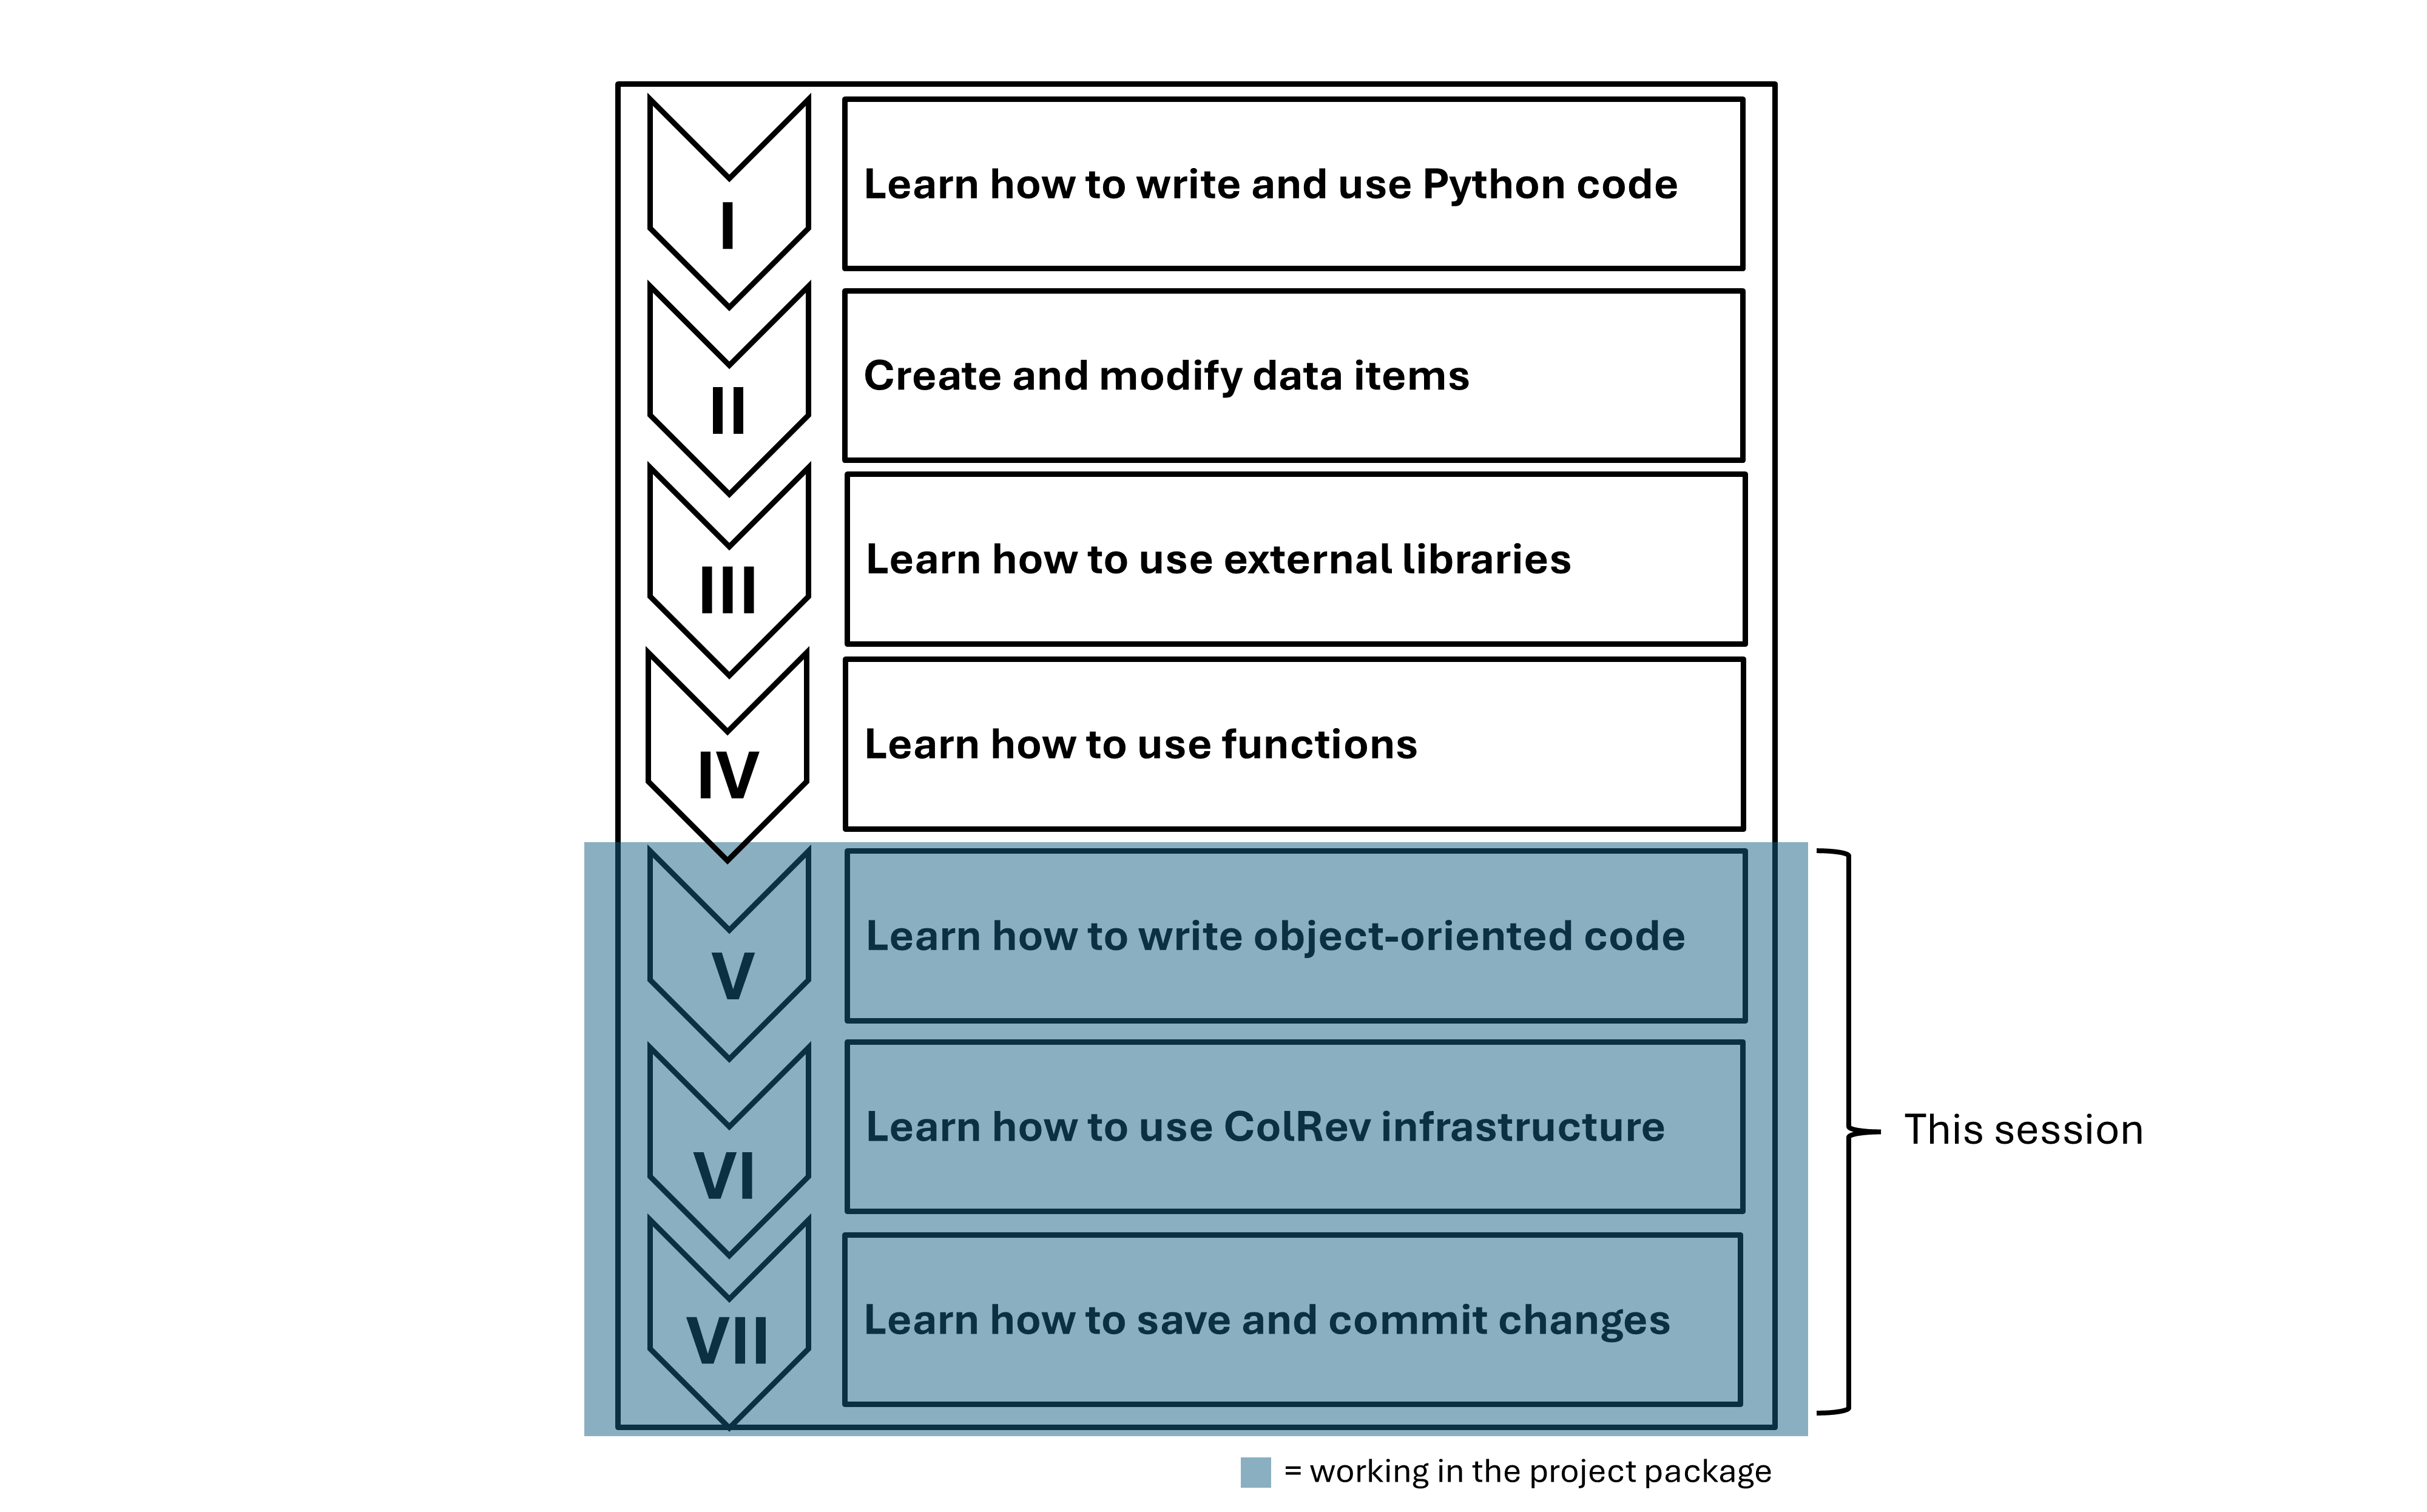 I
Learn how to write and use Python code
II
Create and modify data items
III
Learn how to use external libraries
IV
Learn how to use functions
V
Learn how to write object-oriented code
VI
Learn how to use ColRev infrastructure
This session
VII
Learn how to save and commit changes
= working in the project package